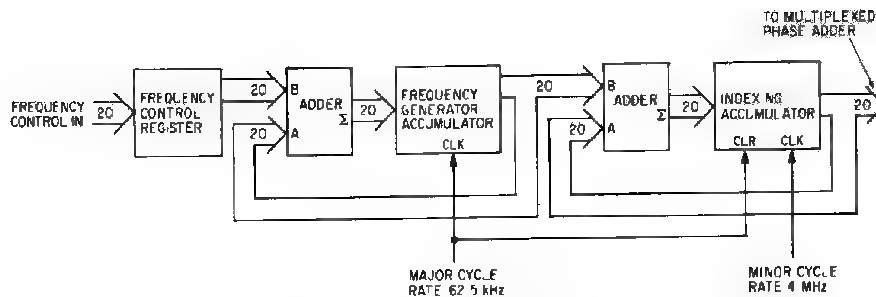 TO MULTIPLEXED
PHASE ADDER
FREQUENCY
CONTROL IN
20
FREQUENCY
CONTROL
REGISTER
20
20
B
A
ADDER
Σ
20
FREQUENCY
GENERATOR
ACCUMULATOR
CLK
20
20
B
A
ADDER
Σ
20
INDEX NG
ACCUMULATOR
CLR CLK
20
MAJOR CYCLE
RATE 62 5 kHz
MINOR CYCLE
RATE 4 MHz